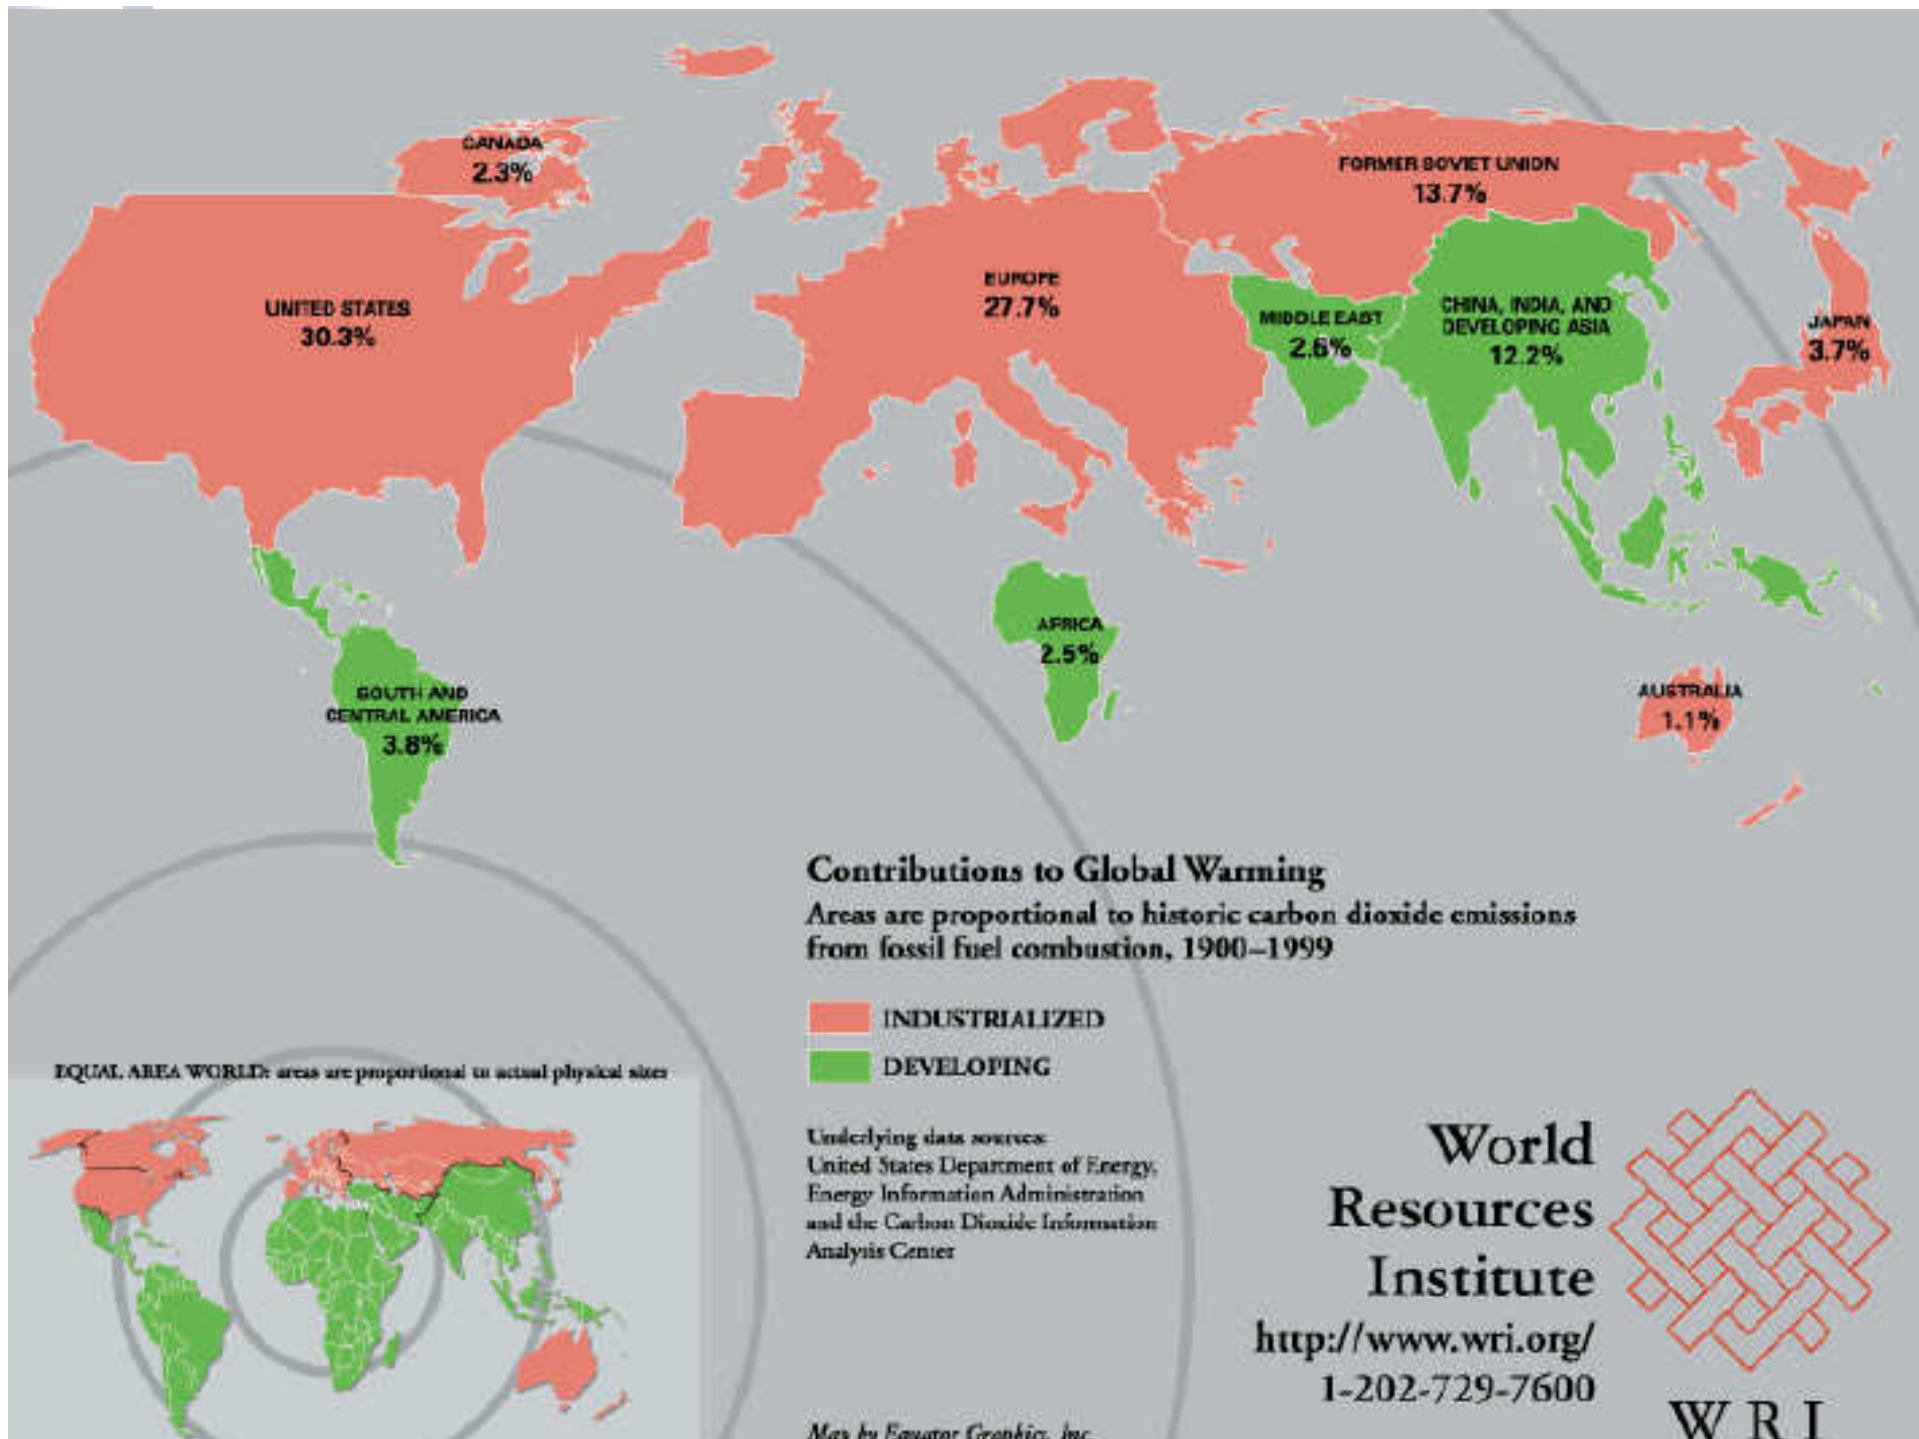 CANADA
2.3%
UNITED STATES
30.3%
EUROPE
27.7%
FORMER SOVIET UNION
13.7%
MIDDLE EAST
2.6%
CHINA, INDIA, AND
DEVELOPING ASIA
12.2%
JAPAN
3.7%
AFRICA
2.5%
SOUTH AND
CENTRAL AMERICA
3.8%
AUSTRALIA
1.1%
Contributions to Global Warming
Areas are proportional to historic carbon dioxide emissions
from fossil fuel combustion, 1900–1999
INDUSTRIALIZED
DEVELOPING
EQUAL AREA WORLD: areas are proportional to actual physical sizes
Underlying data sources:
United States Department of Energy,
Energy Information Administration
and the Carbon Dioxide Information
Analysis Center
World
Resources
Institute
http://www.wri.org/
1-202-729-7600
WRI
Map by Equator Graphics, Inc.